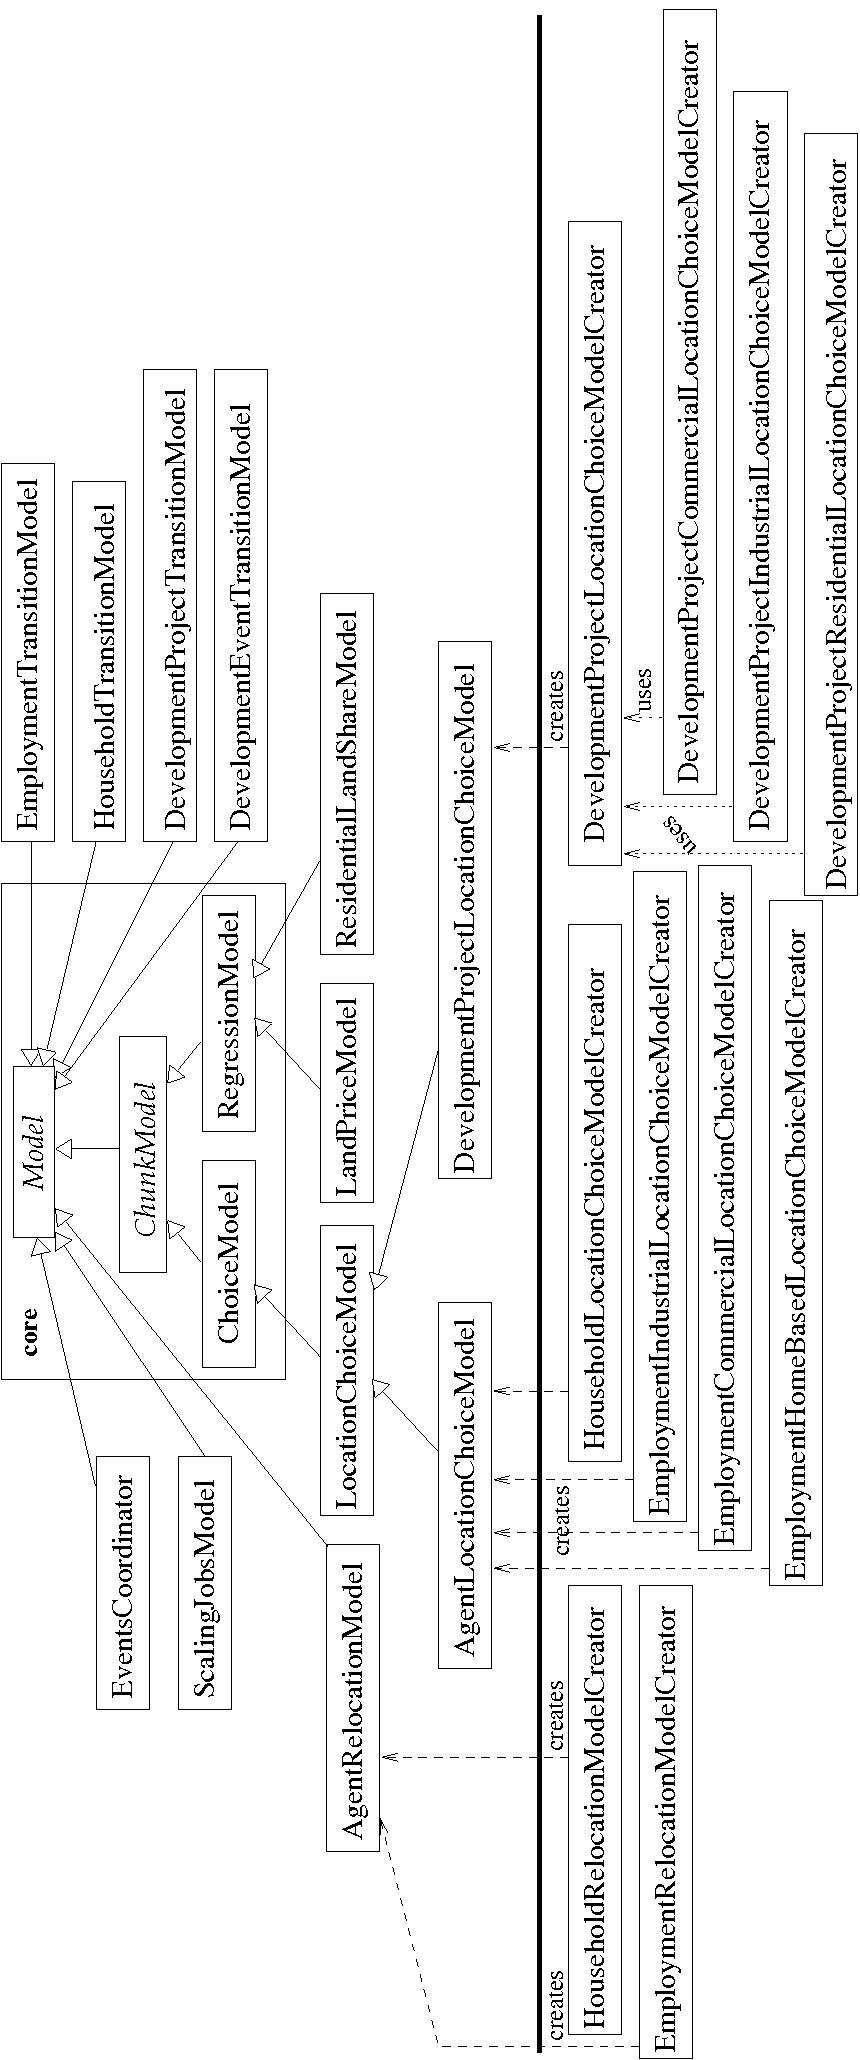 core
Model
ChunkModel
ChoiceModel
RegressionModel
EventsCoordinator
ScalingJobsModel
EmploymentTransitionModel
HouseholdTransitionModel
DevelopmentProjectTransitionModel
DevelopmentEventTransitionModel
AgentRelocationModel
LocationChoiceModel
LandPriceModel
ResidentialLandShareModel
AgentLocationChoiceModel
DevelopmentProjectLocationChoiceModel
creates
creates
creates
creates
HouseholdRelocationModelCreator
HouseholdLocationChoiceModelCreator
DevelopmentProjectLocationChoiceModelCreator
EmploymentRelocationModelCreator
EmploymentIndustrialLocationChoiceModelCreator
uses
uses
DevelopmentProjectCommercialLocationChoiceModelCreator
EmploymentCommercialLocationChoiceModelCreator
DevelopmentProjectIndustrialLocationChoiceModelCreator
EmploymentHomeBasedLocationChoiceModelCreator
DevelopmentProjectResidentialLocationChoiceModelCreator